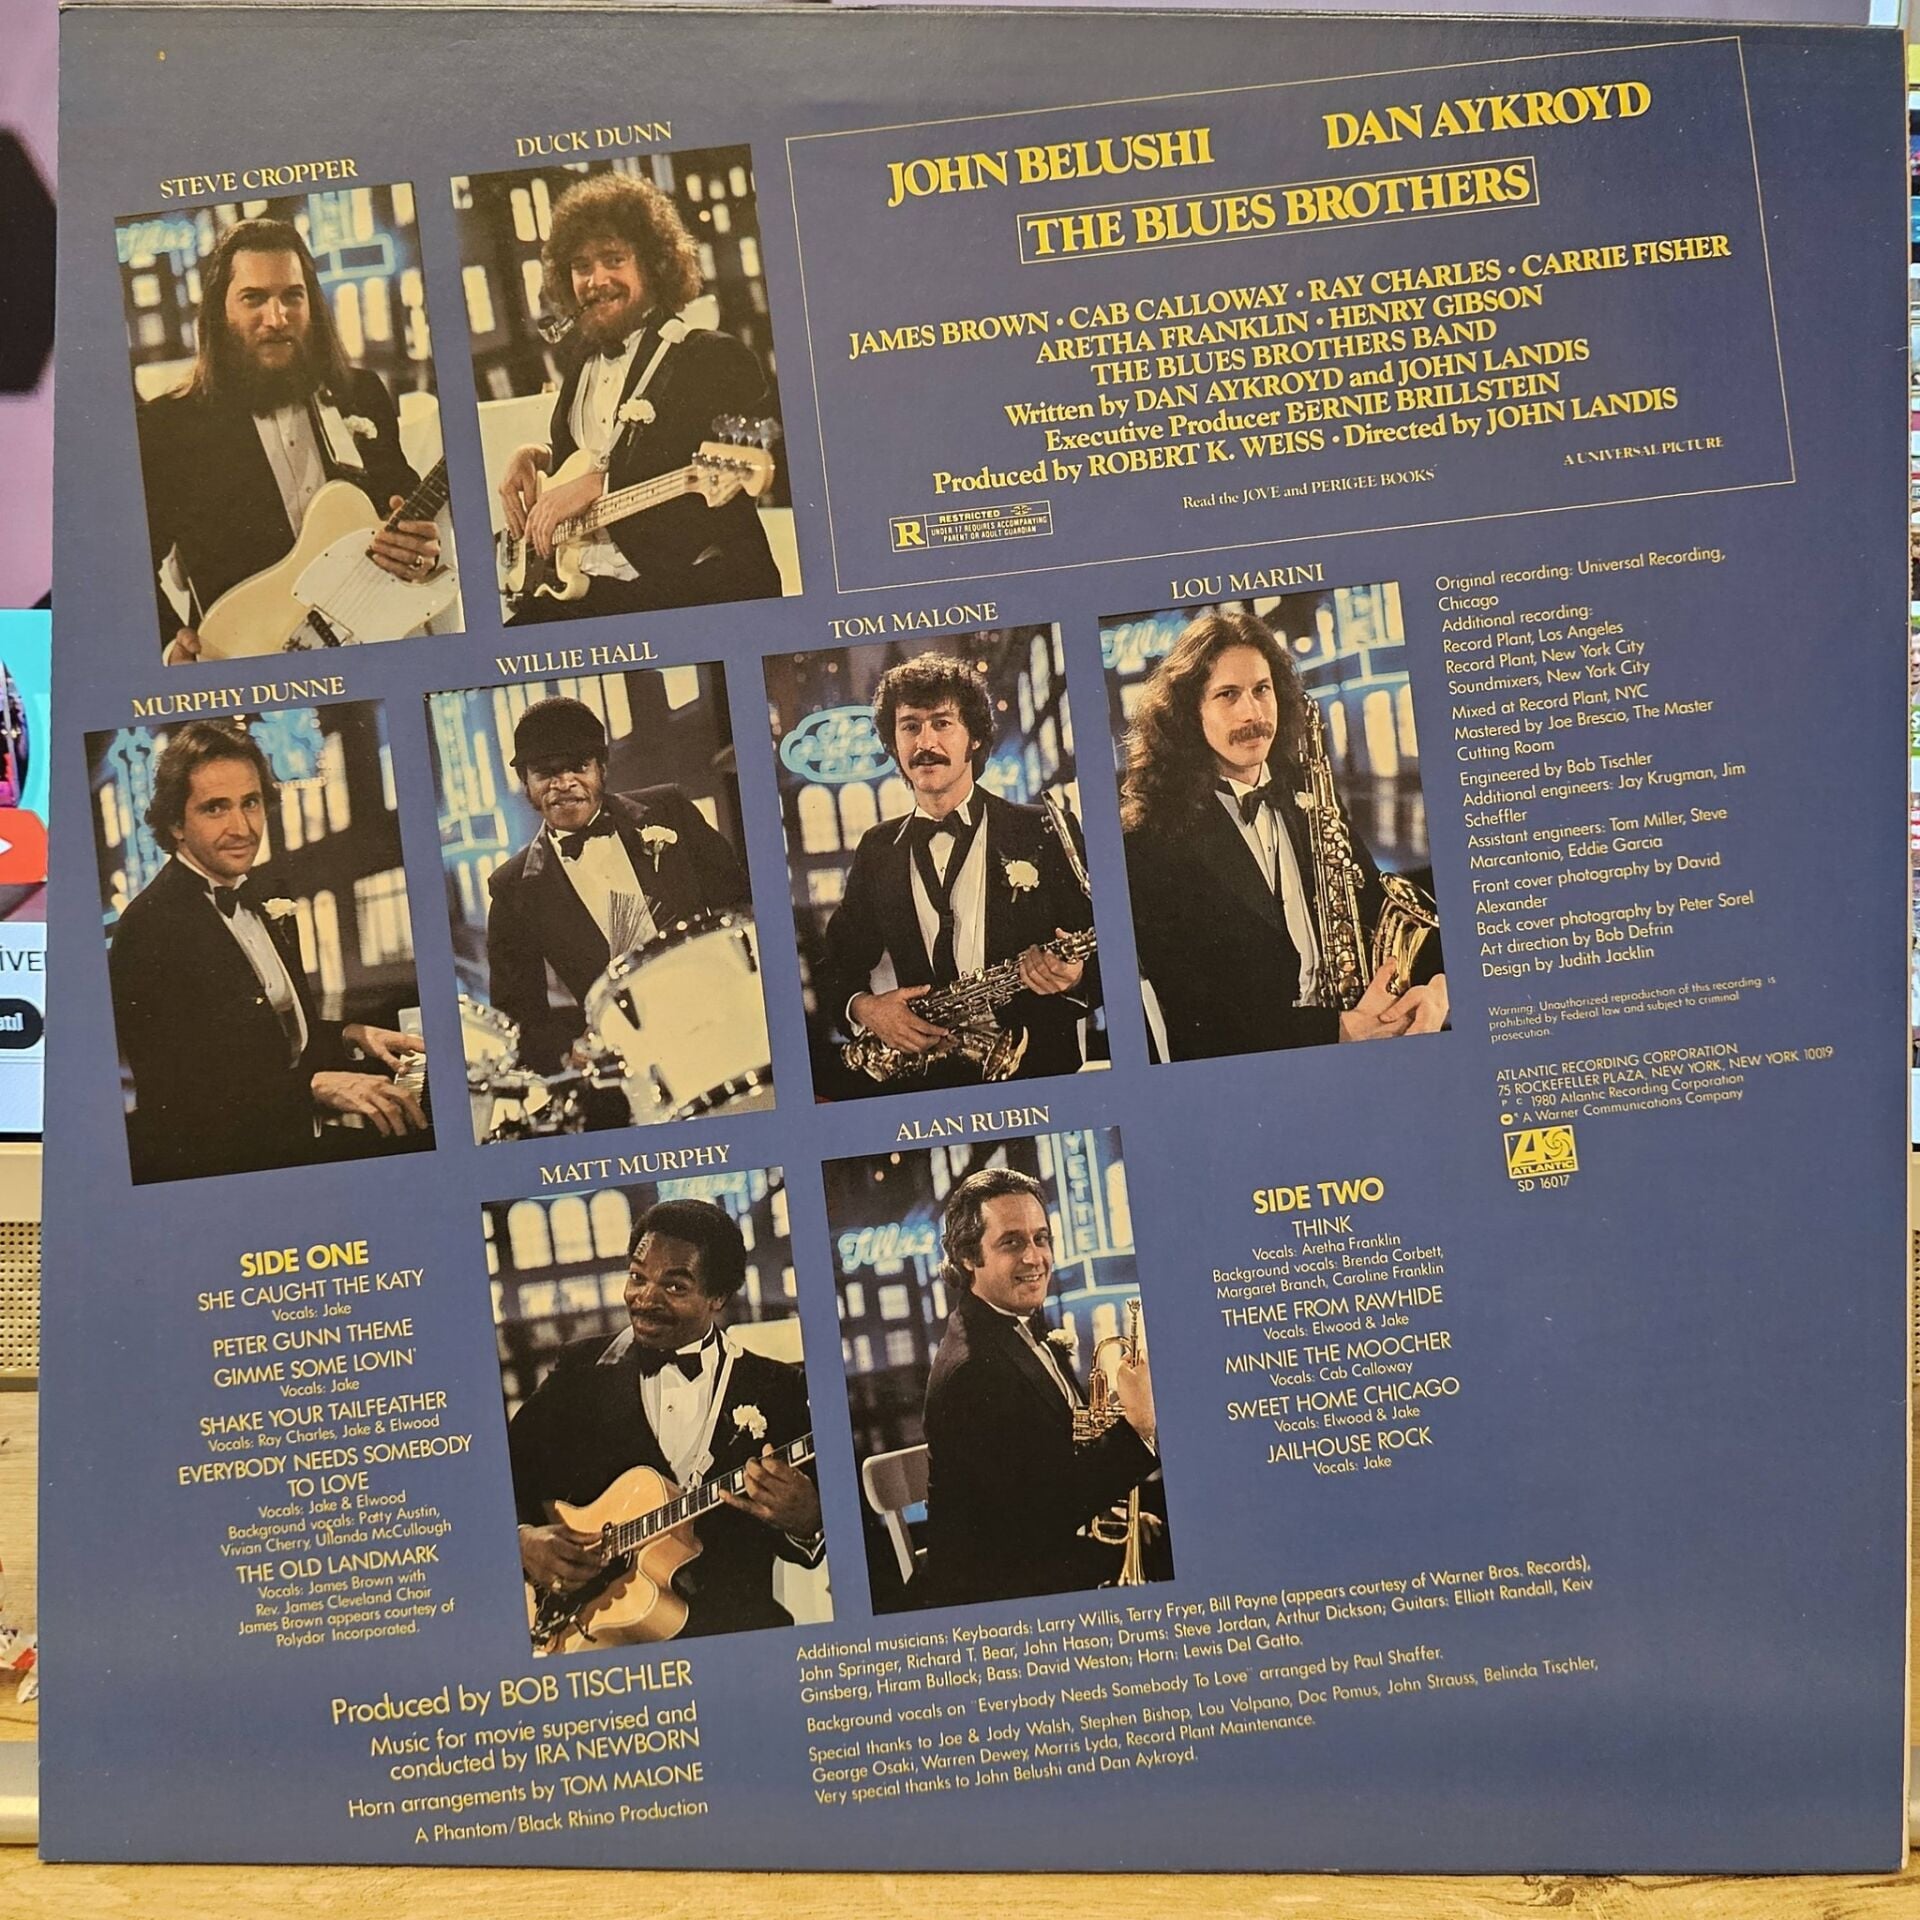 STEVE CROPPER
DUCK DUNN
JOHN BELUSHI
DAN AYKROYD
THE BLUES BROTHERS
JAMES BROWN • CAB CALLOWAY • RAY CHARLES • CARRIE FISHER
ARETHA FRANKLIN • HENRY GIBSON
THE BLUES BROTHERS BAND
Written by DAN AYKROYD and JOHN LANDIS
Executive Producer BERNIE BRILLSTEIN
Produced by ROBERT K. WEISS • Directed by JOHN LANDIS
A UNIVERSAL PICTURE
Read the JOVE and PERIGEE BOOKS
R
RESTRICTED
UNDER 17 REQUIRES ACCOMPANYING
PARENT OR ADULT GUARDIAN
MURPHY DUNNE
WILLIE HALL
TOM MALONE
LOU MARINI
Original recording: Universal Recording,
Chicago
Additional recording:
Record Plant, Los Angeles
Record Plant, New York City
Soundmixers, New York City
Mixed at Record Plant, NYC
Mastered by Joe Brescio, The Master
Cutting Room
Engineered by Bob Tischler
Additional engineers: Jay Krugman, Jim
Scheffler
Assistant engineers: Tom Miller, Steve
Marcantonio, Eddie Garcia
Front cover photography by David
Alexander
Back cover photography by Peter Sorel
Art direction by Bob Defrin
Design by Judith Jacklin
Warning: Unauthorized reproduction of this recording is
prohibited by Federal law and subject to criminal
prosecution.
ATLANTIC RECORDING CORPORATION
75 ROCKEFELLER PLAZA, NEW YORK, NEW YORK 10019
P C 1980 Atlantic Recording Corporation
A Warner Communications Company
ATLANTIC
SD 16017
MATT MURPHY
ALAN RUBIN
SIDE ONE
SHE CAUGHT THE KATY
Vocals: Jake
PETER GUNN THEME
GIMME SOME LOVIN'
Vocals: Jake
SHAKE YOUR TAILFEATHER
Vocals: Ray Charles, Jake & Elwood
EVERYBODY NEEDS SOMEBODY
TO LOVE
Vocals: Jake & Elwood
Background vocals: Patty Austin,
Vivian Cherry, Ullanda McCullough
THE OLD LANDMARK
Vocals: James Brown with
Rev. James Cleveland Choir
James Brown appears courtesy of
Polydor Incorporated.
SIDE TWO
THINK
Vocals: Aretha Franklin
Background vocals: Brenda Corbett,
Margaret Branch, Caroline Franklin
THEME FROM RAWHIDE
Vocals: Elwood & Jake
MINNIE THE MOOCHER
Vocals: Cab Calloway
SWEET HOME CHICAGO
Vocals: Elwood & Jake
JAILHOUSE ROCK
Vocals: Jake
Produced by BOB TISCHLER
Music for movie supervised and
conducted by IRA NEWBORN
Horn arrangements by TOM MALONE
A Phantom/Black Rhino Production
Additional musicians: Keyboards: Larry Willis, Terry Fryer, Bill Payne (appears courtesy of Warner Bros. Records),
John Springer, Richard T. Bear, John Hason; Drums: Steve Jordan, Arthur Dickson; Guitars: Elliott Randall, Keiv
Ginsberg, Hiram Bullock; Bass: David Weston; Horn: Lewis Del Gatto.
Background vocals on "Everybody Needs Somebody To Love" arranged by Paul Shaffer.
Special thanks to Joe & Jody Walsh, Stephen Bishop, Lou Volpano, Doc Pomus, John Strauss, Belinda Tischler,
George Osaki, Warren Dewey, Morris Lyda, Record Plant Maintenance.
Very special thanks to John Belushi and Dan Aykroyd.